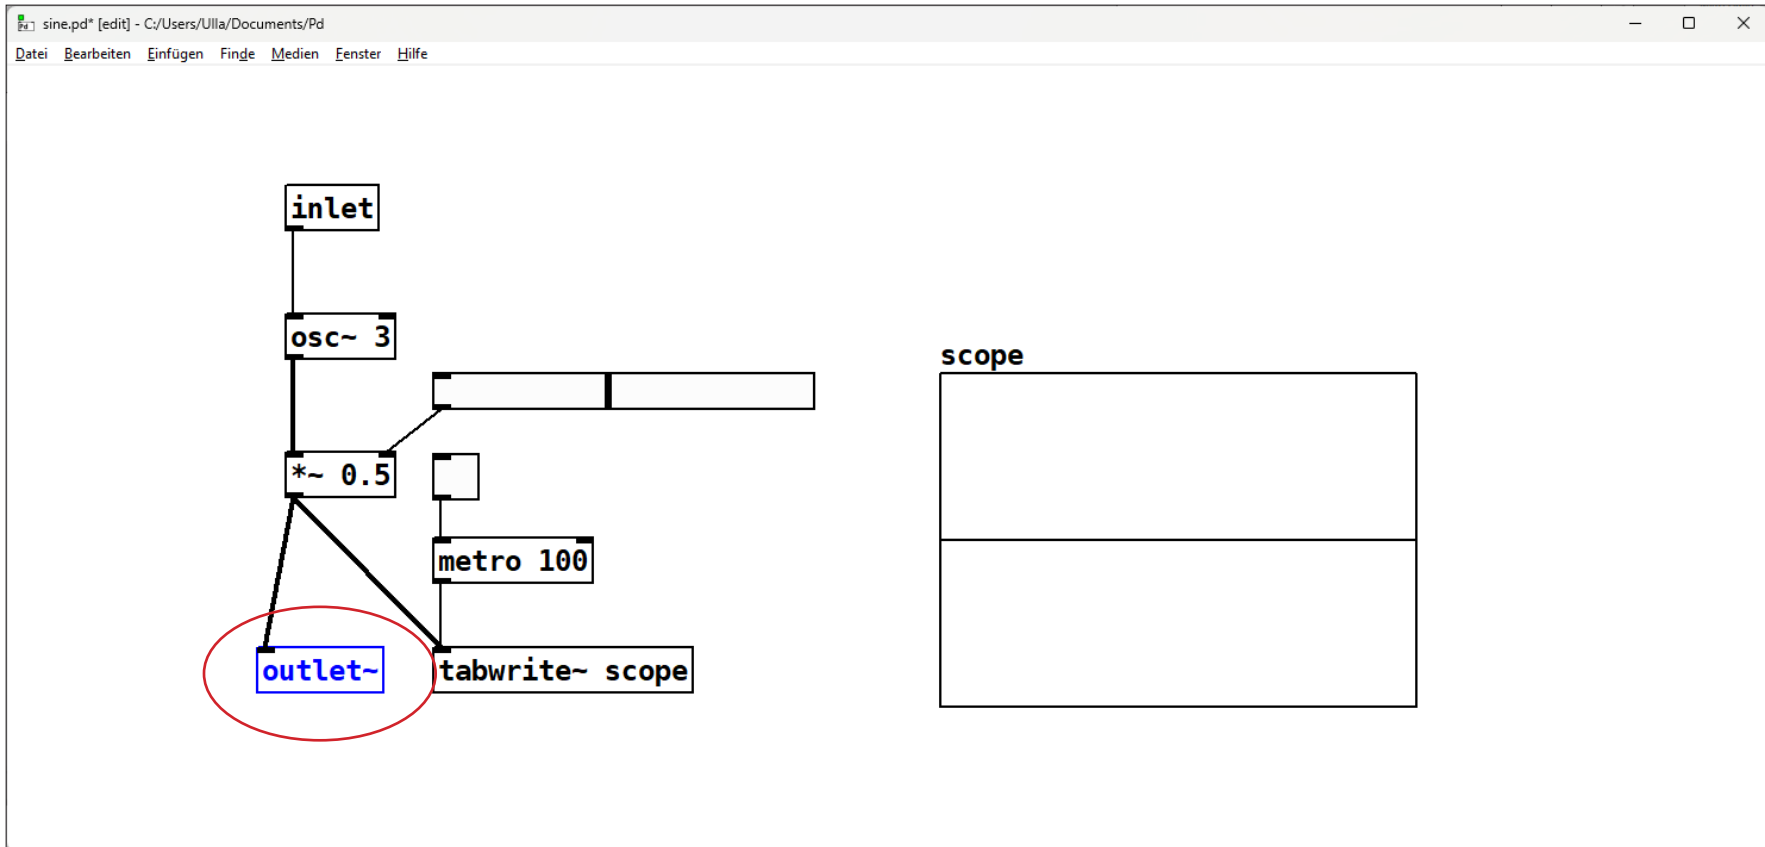 sine.pd* [edit] - C:/Users/Ulla/Documents/Pd
Datei Bearbeiten Einfügen Finde Medien Fenster Hilfe
inlet
osc~ 3
scope
*~ 0.5
metro 100
outlet~
tabwrite~ scope